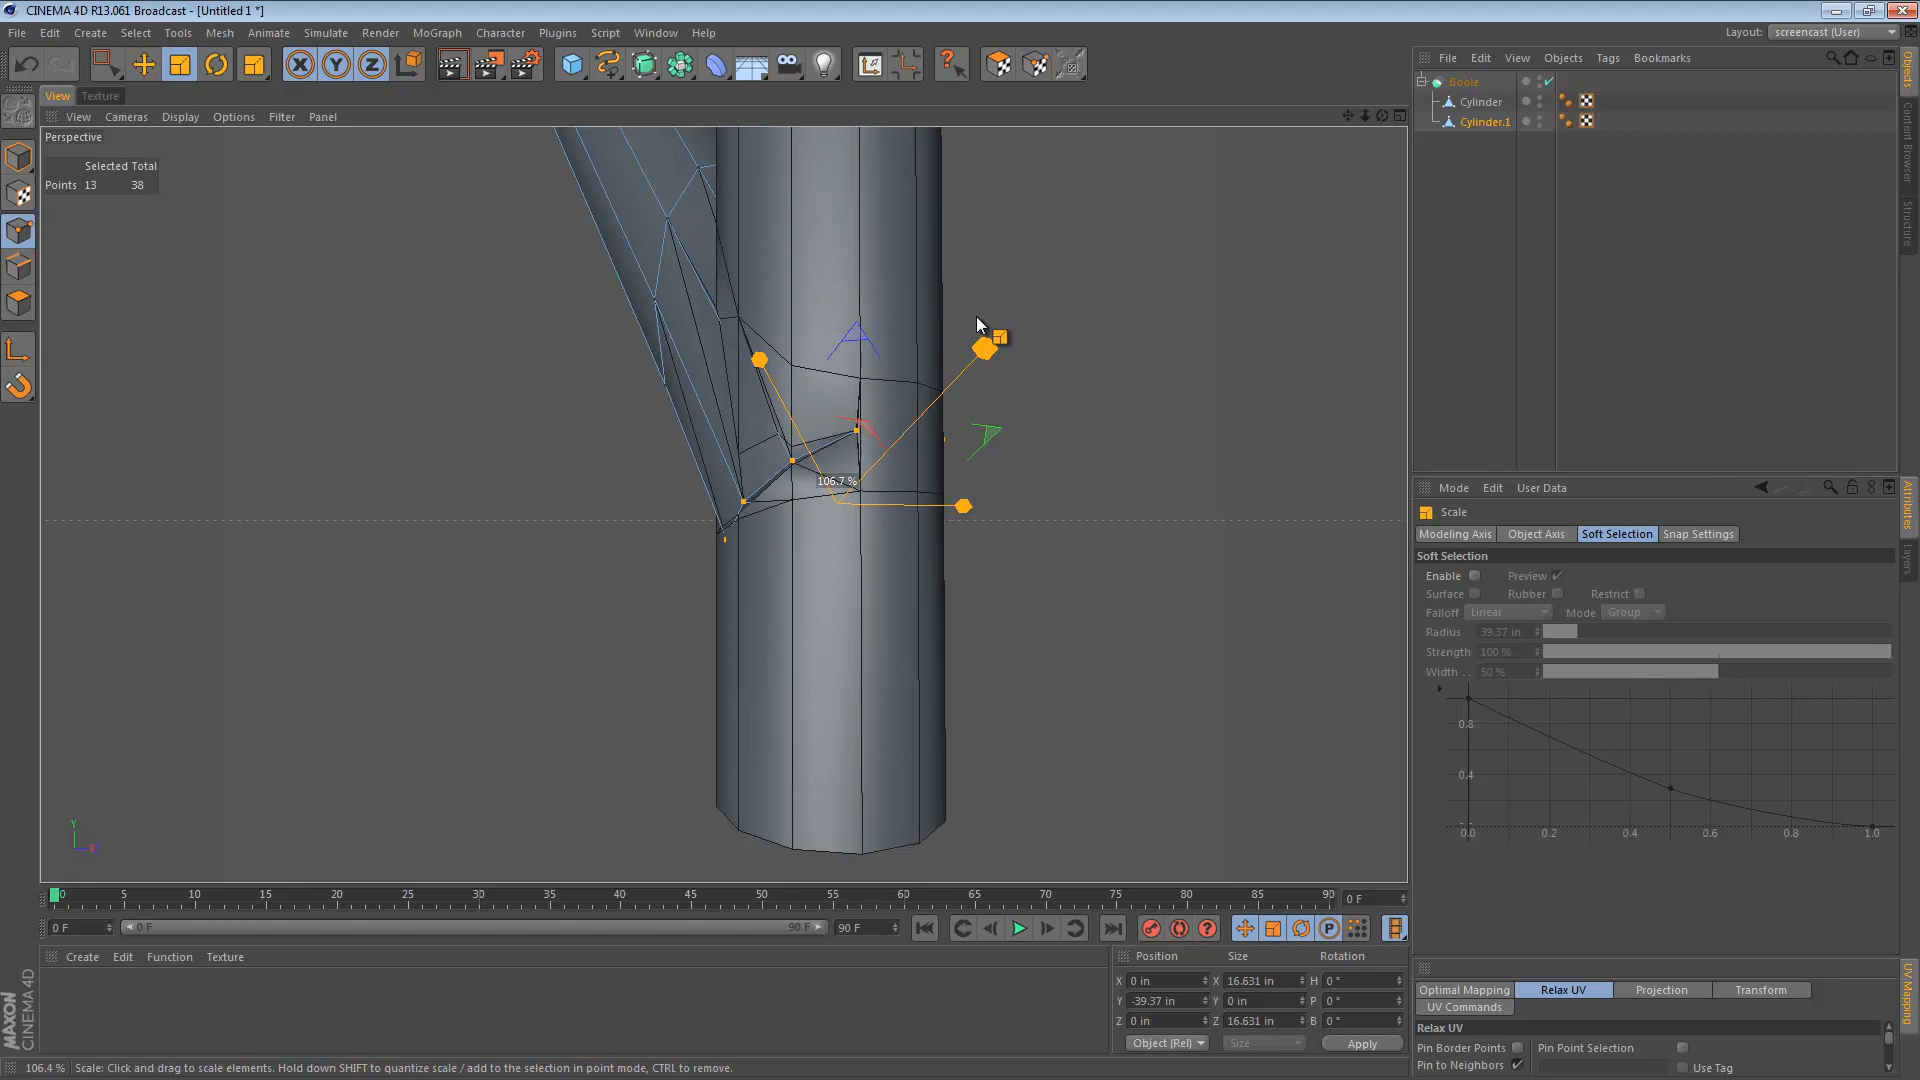 CINEMA 4D R13.061 Broadcast - [Untitled 1 *]
File Edit Create Select Tools Mesh Animate Simulate Render MoGraph Character Plugins Script Window Help
Layout: screencast (User)
View Texture
View Cameras Display Options Filter Panel
Perspective
Selected Total
Points 13 38
106.7 %
Y
X
File Edit View Objects Tags Bookmarks
Boole
Cylinder
Cylinder.1
Objects
Content Browser
Structure
Mode Edit User Data
Scale
Modeling Axis Object Axis Soft Selection Snap Settings
Soft Selection
Enable Preview
Surface Rubber Restrict
Falloff Linear Mode Group
Radius 39.37 in
Strength 100 %
Width . . 50 %
0.8
0.4
0.0 0.2 0.4 0.6 0.8 1.0
Attributes
Layers
0 5 10 15 20 25 30 35 40 45 50 55 60 65 70 75 80 85 90 0 F
0 F 0 F 90 F 90 F
Create Edit Function Texture
Position Size Rotation
X 0 in X 16.631 in H 0 °
Y -39.37 in Y 0 in P 0 °
Z 0 in Z 16.631 in B 0 °
Object (Rel) Size Apply
Optimal Mapping Relax UV Projection Transform
UV Commands
Relax UV
Pin Border Points Pin Point Selection
Pin to Neighbors Use Tag
UV Mapping
MAXON
CINEMA 4D
106.4 % Scale: Click and drag to scale elements. Hold down SHIFT to quantize scale / add to the selection in point mode, CTRL to remove.